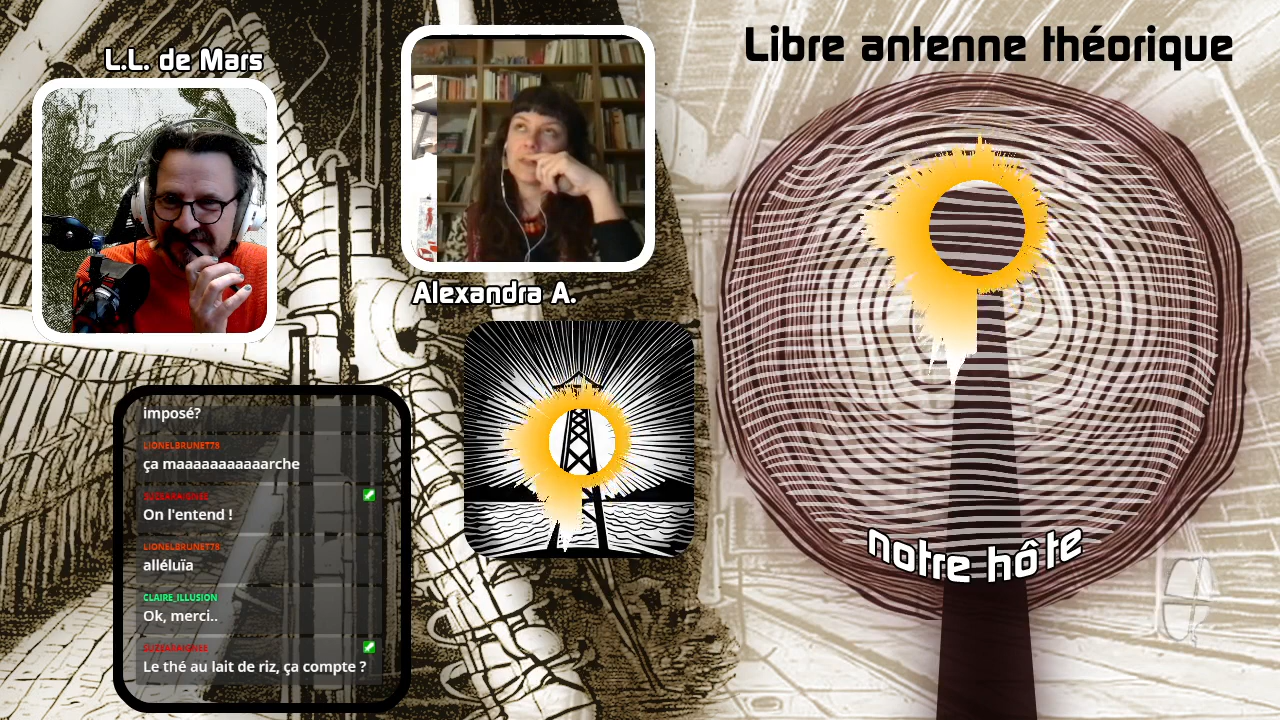 Libre antenne théorique
L.L. de Mars
Alexandra A.
imposé?
LIONELBRUNET78
ça maaaaaaaaaaarche
On l'entend !
LIONELBRUNET78
alléluïa
CLAIRE_ILLUSION
Ok, merci..
Le thé au lait de riz, ça compte ?
notre hôte